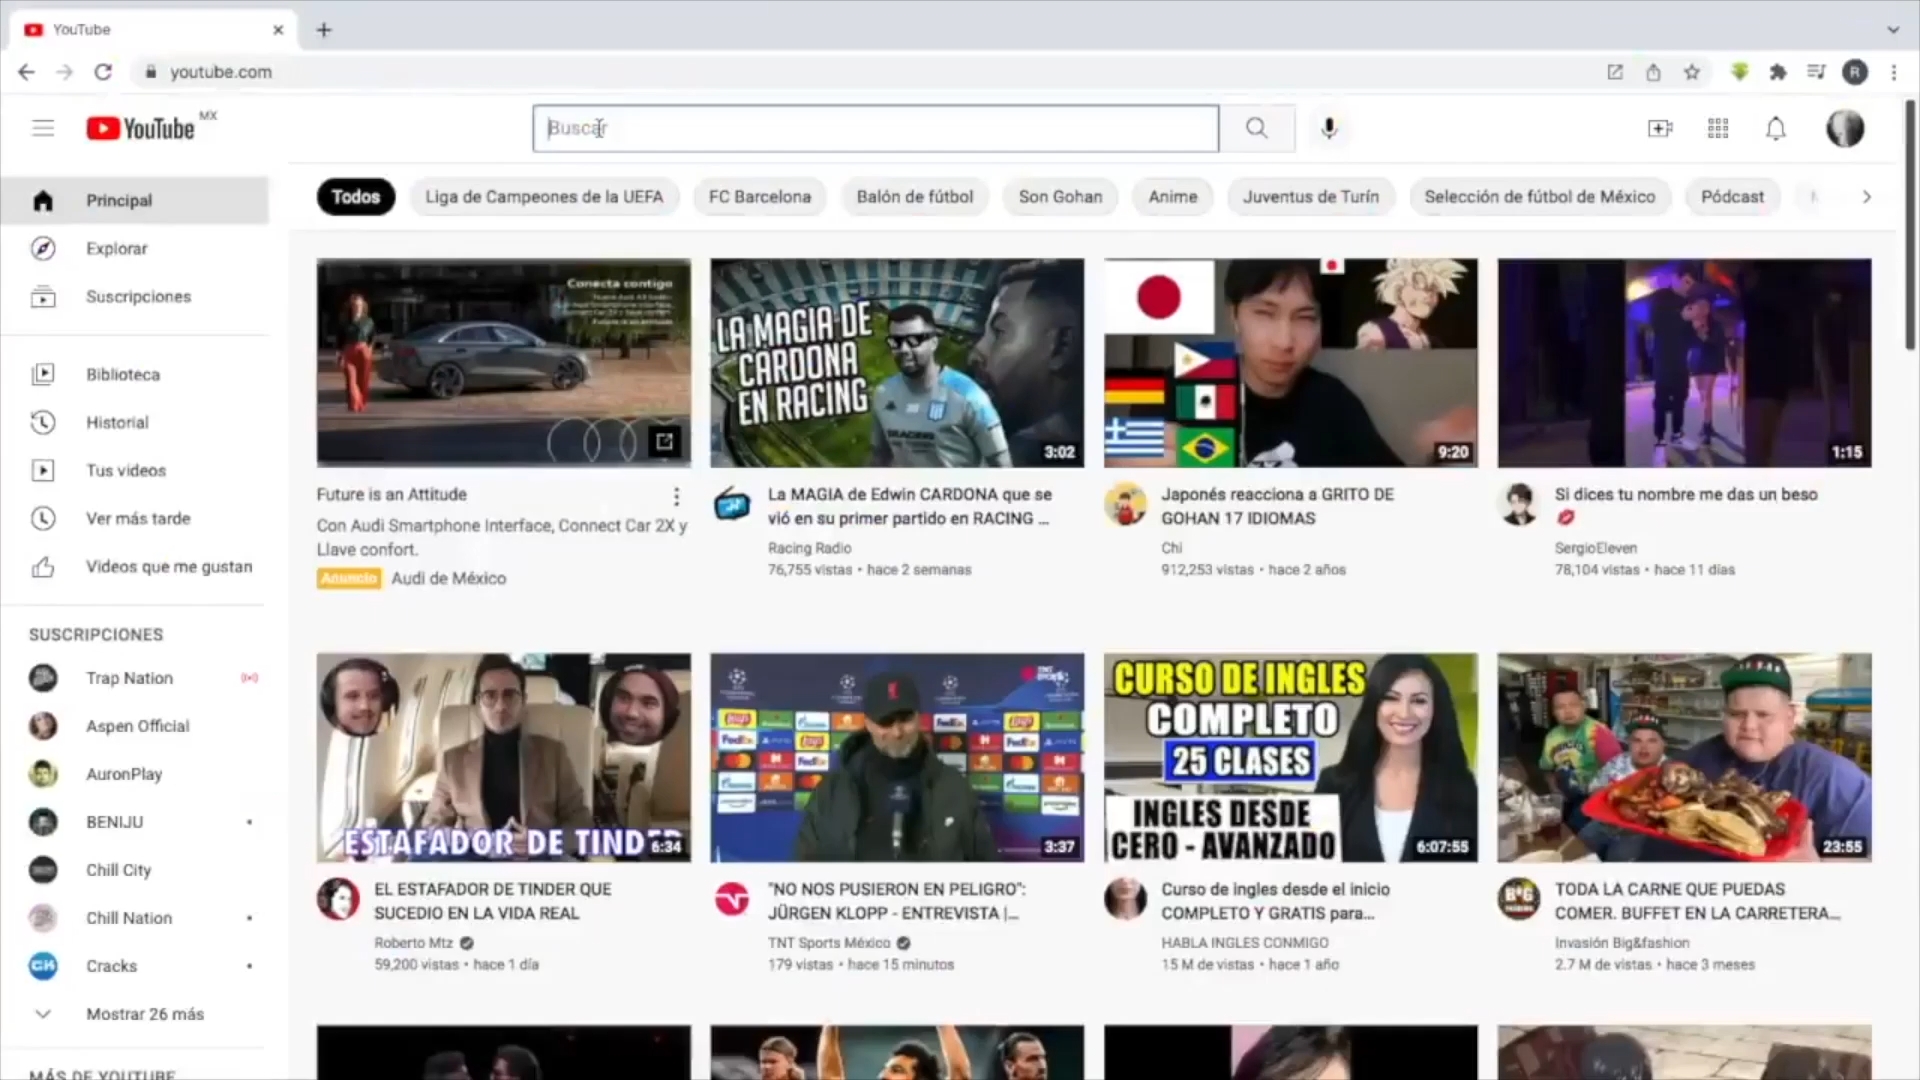 YouTube
youtube.com
R
YouTube MX
Buscar
Principal
Explorar
Suscripciones
Biblioteca
Historial
Tus videos
Ver más tarde
Videos que me gustan
SUSCRIPCIONES
Trap Nation
Aspen Official
AuronPlay
BENIJU
Chill City
Chill Nation
Cracks
Mostrar 26 más
MÁS DE YOUTUBE
Todos
Liga de Campeones de la UEFA
FC Barcelona
Balón de fútbol
Son Gohan
Anime
Juventus de Turín
Selección de fútbol de México
Pódcast
Conecta contigo
Future is an Attitude
Con Audi Smartphone Interface, Connect Car 2X y
Llave confort.
Anuncio Audi de México
LA MAGIA DE
CARDONA
EN RACING
3:02
La MAGIA de Edwin CARDONA que se
vió en su primer partido en RACING ...
Racing Radio
76,755 vistas • hace 2 semanas
9:20
Japonés reacciona a GRITO DE
GOHAN 17 IDIOMAS
Chi
912,253 vistas • hace 2 años
1:15
Si dices tu nombre me das un beso
SergioEleven
78,104 vistas • hace 11 días
ESTAFADOR DE TINDER
6:34
EL ESTAFADOR DE TINDER QUE
SUCEDIO EN LA VIDA REAL
Roberto Mtz
59,200 vistas • hace 1 día
FedEx
3:37
"NO NOS PUSIERON EN PELIGRO":
JÜRGEN KLOPP - ENTREVISTA |...
TNT Sports México
179 vistas • hace 15 minutos
CURSO DE INGLES
COMPLETO
25 CLASES
INGLES DESDE
CERO - AVANZADO
6:07:55
Curso de ingles desde el inicio
COMPLETO Y GRATIS para...
HABLA INGLES CONMIGO
15 M de vistas • hace 1 año
23:55
TODA LA CARNE QUE PUEDAS
COMER. BUFFET EN LA CARRETERA...
Invasión Big&fashion
2.7 M de vistas • hace 3 meses